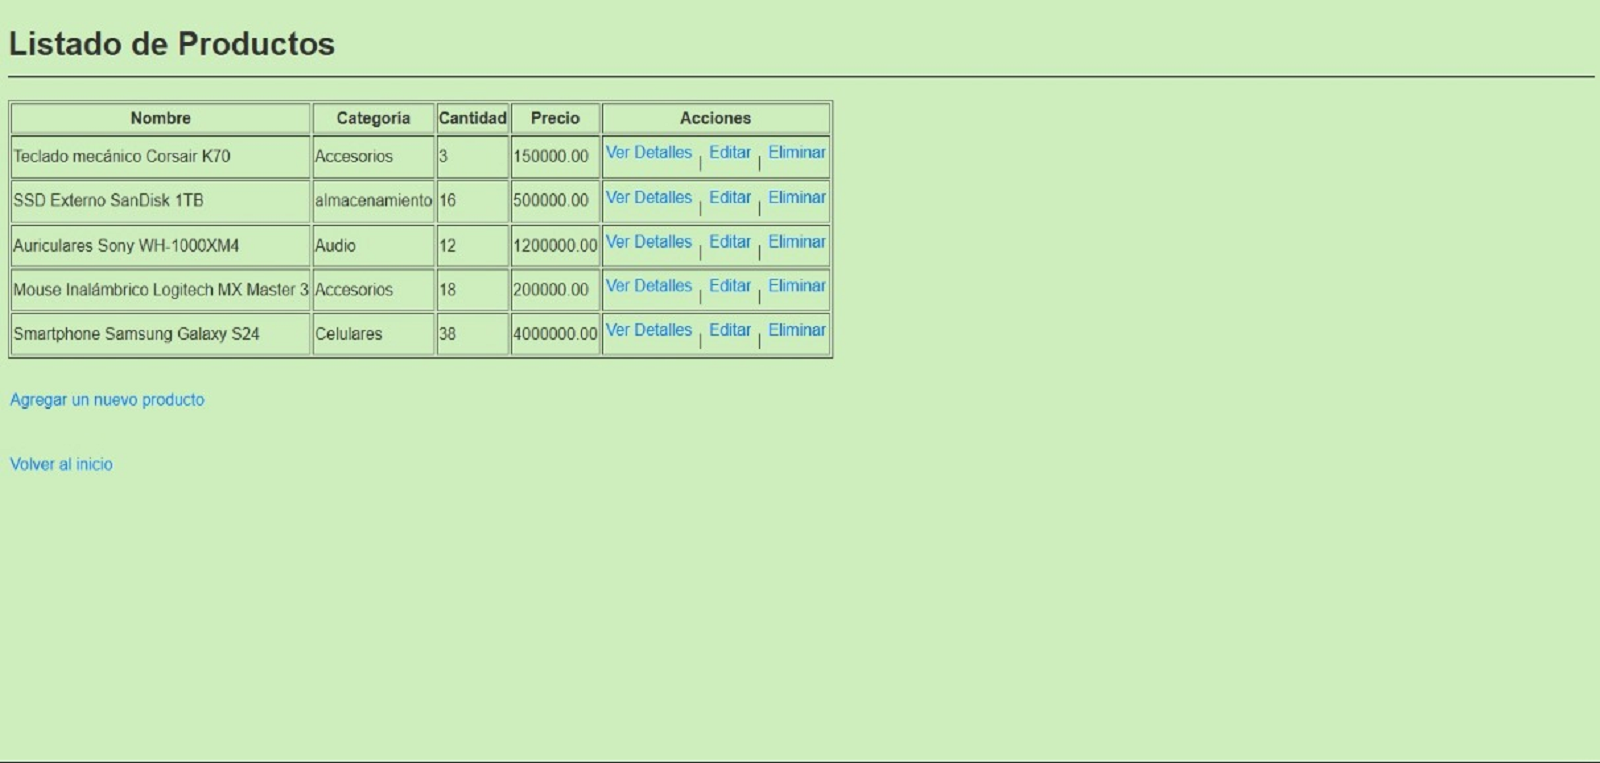 Listado de Productos
Nombre Categoria Cantidad Precio Acciones
Teclado mecánico Corsair K70 Accesorios 3 150000.00 Ver Detalles | Editar | Eliminar
SSD Externo SanDisk 1TB almacenamiento 16 500000.00 Ver Detalles | Editar | Eliminar
Auriculares Sony WH-1000XM4 Audio 12 1200000.00 Ver Detalles | Editar | Eliminar
Mouse Inalámbrico Logitech MX Master 3 Accesorios 18 200000.00 Ver Detalles | Editar | Eliminar
Smartphone Samsung Galaxy S24 Celulares 38 4000000.00 Ver Detalles | Editar | Eliminar
Agregar un nuevo producto
Volver al inicio